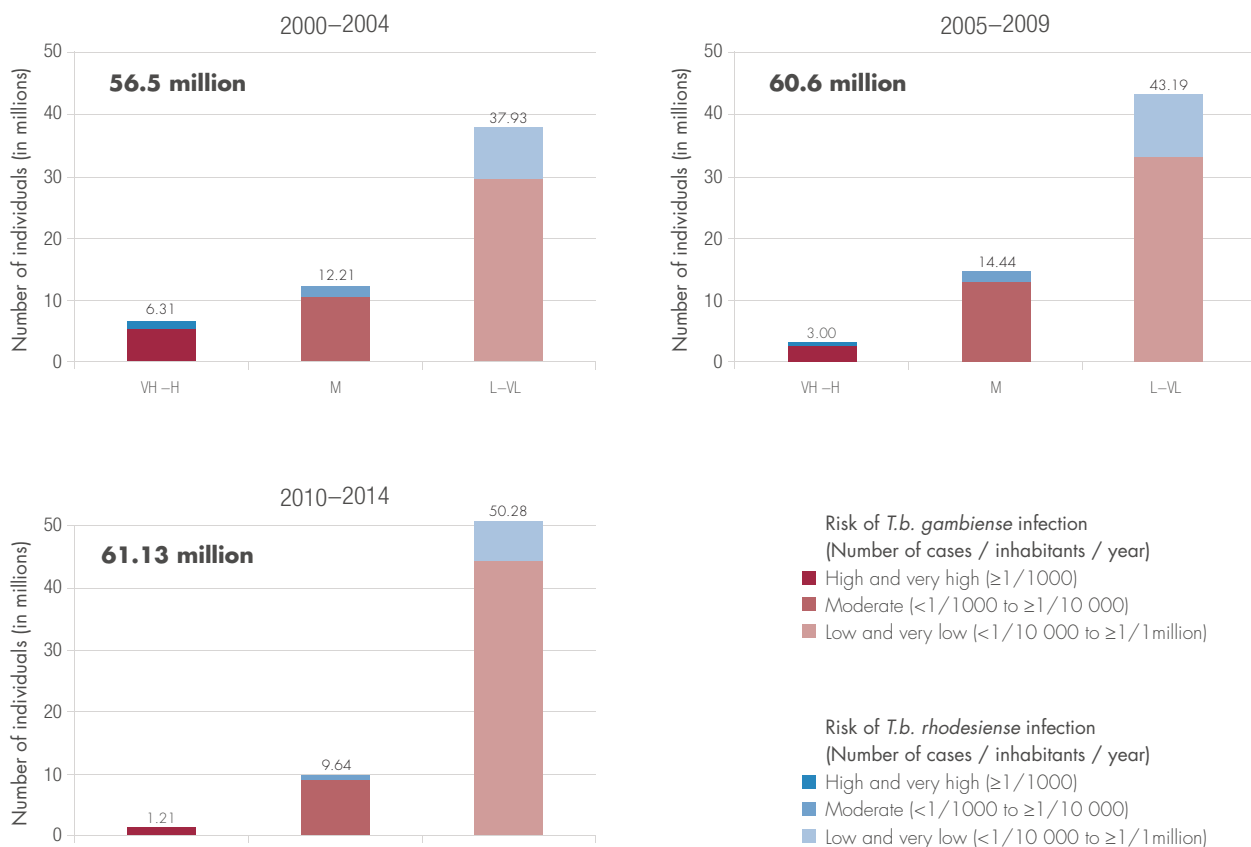 2000–2004
Number of individuals (in millions)
56.5 million
50
40
30
20
10
0
6.31
12.21
37.93
VH –H
M
L–VL
2005–2009
Number of individuals (in millions)
60.6 million
50
40
30
20
10
0
3.00
14.44
43.19
VH –H
M
L–VL
2010–2014
Number of individuals (in millions)
61.13 million
50
40
30
20
10
0
1.21
9.64
50.28
Risk of T.b. gambiense infection
(Number of cases / inhabitants / year)
High and very high (≥1/1000)
Moderate (<1/1000 to ≥1/10 000)
Low and very low (<1/10 000 to ≥1/1million)
Risk of T.b. rhodesiense infection
(Number of cases / inhabitants / year)
High and very high (≥1/1000)
Moderate (<1/1000 to ≥1/10 000)
Low and very low (<1/10 000 to ≥1/1million)